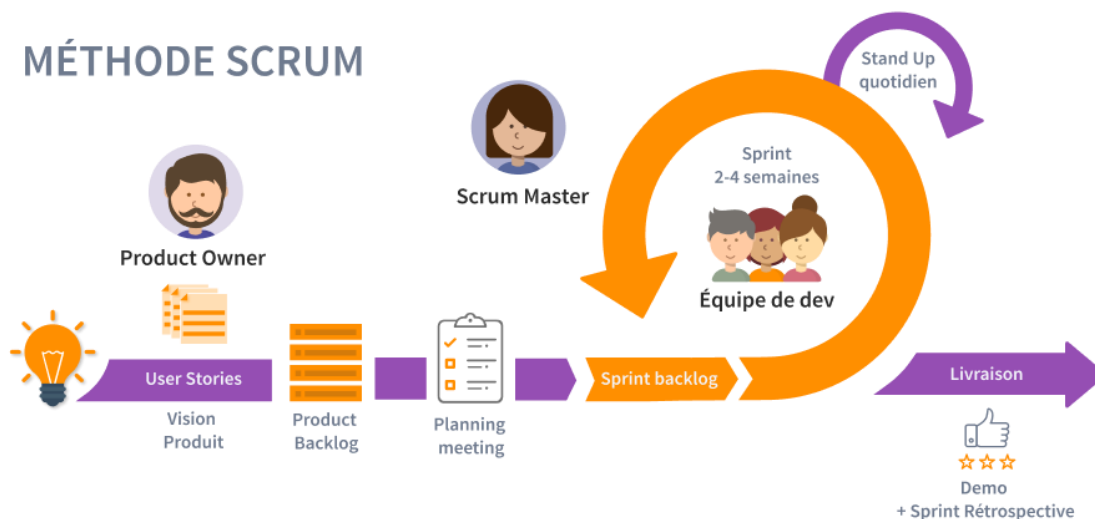 MÉTHODE SCRUM
Product Owner
User Stories
Vision
Produit
Product
Backlog
Planning
meeting
Scrum Master
Sprint backlog
Sprint
2-4 semaines
Équipe de dev
Stand Up
quotidien
Livraison
Demo
+ Sprint Rétrospective